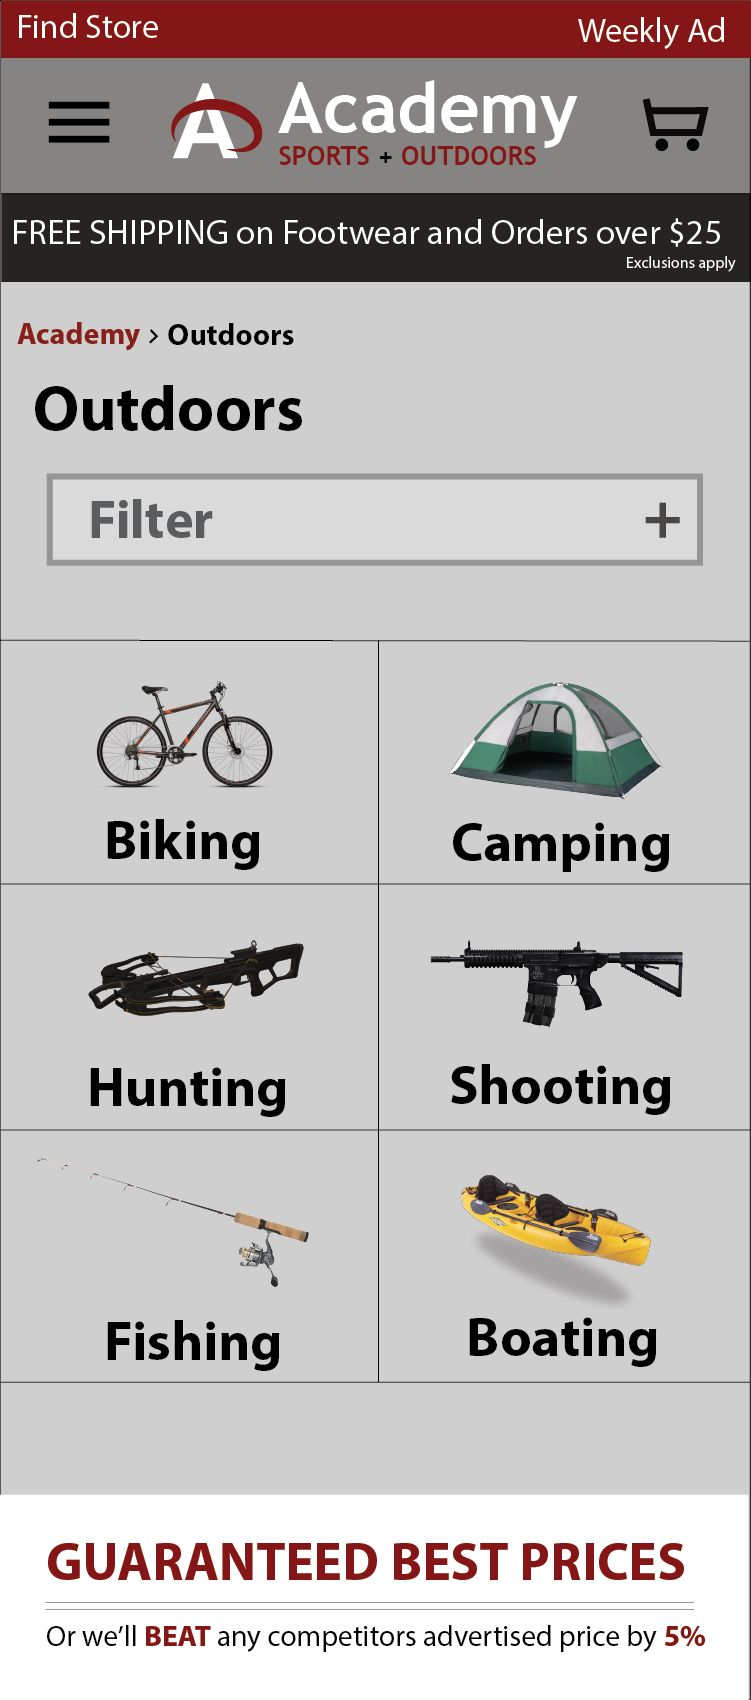 Find Store
Weekly Ad
Academy
SPORTS + OUTDOORS
FREE SHIPPING on Footwear and Orders over $25
Exclusions apply
Academy > Outdoors
Outdoors
Filter +
Biking
Camping
Hunting
Shooting
Fishing
Boating
GUARANTEED BEST PRICES
Or we'll BEAT any competitors advertised price by 5%